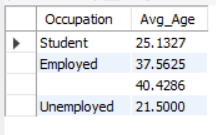 Occupation Avg_Age
Student 25.1327
Employed 37.5625
40.4286
Unemployed 21.5000